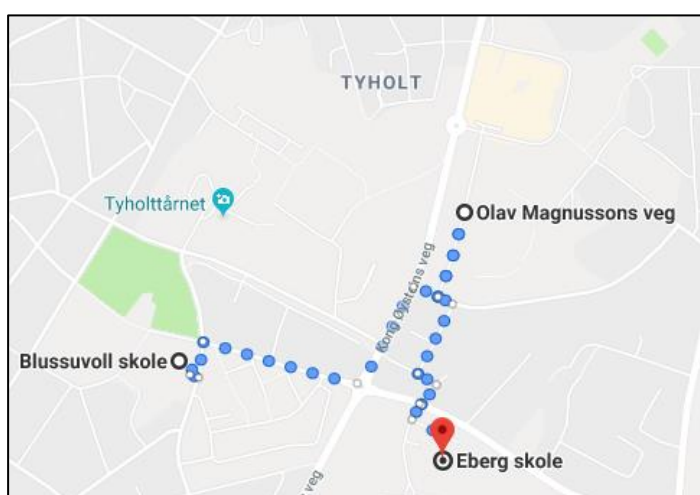 TYHOLT
Tyholttårnet
Olav Magnussons veg
Kong Øysteins veg
Blussuvoll skole
Eberg skole
veg